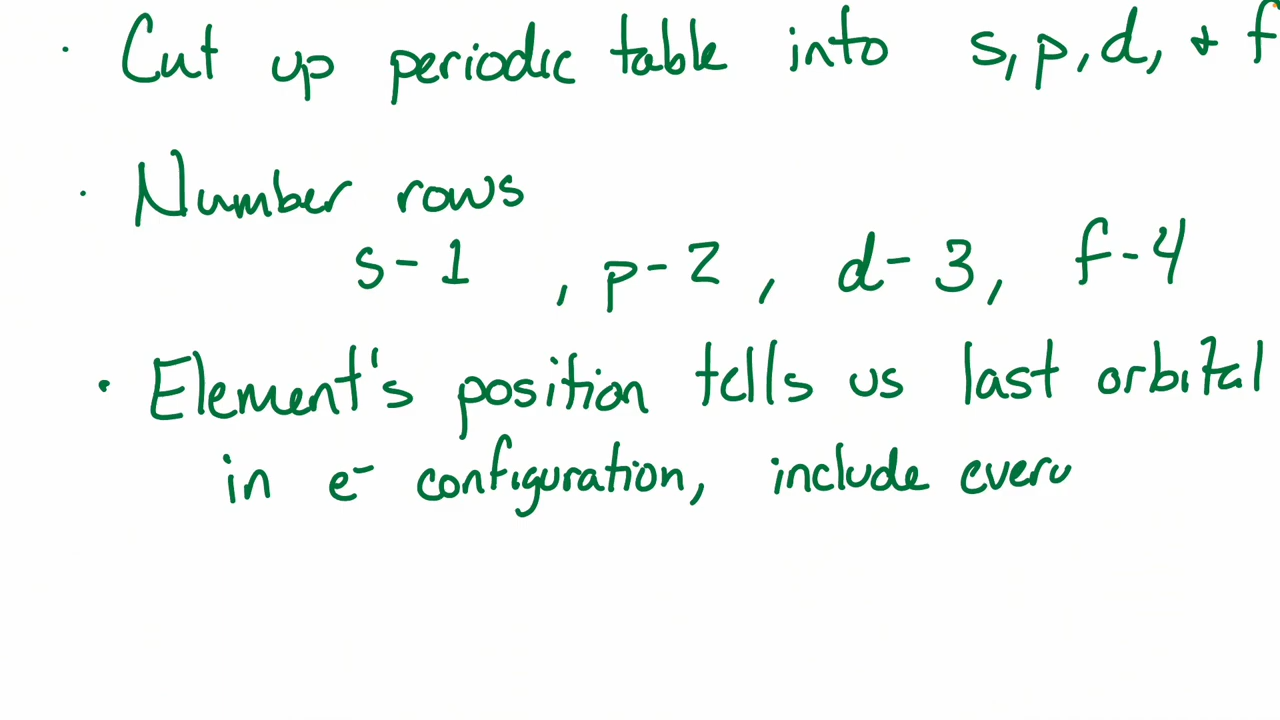 · Cut up periodic table into s, p, d, + f
· Number rows
s - 1 , p - 2 , d - 3 , f - 4
· Element's position tells us last orbital
in e⁻ configuration, include everu